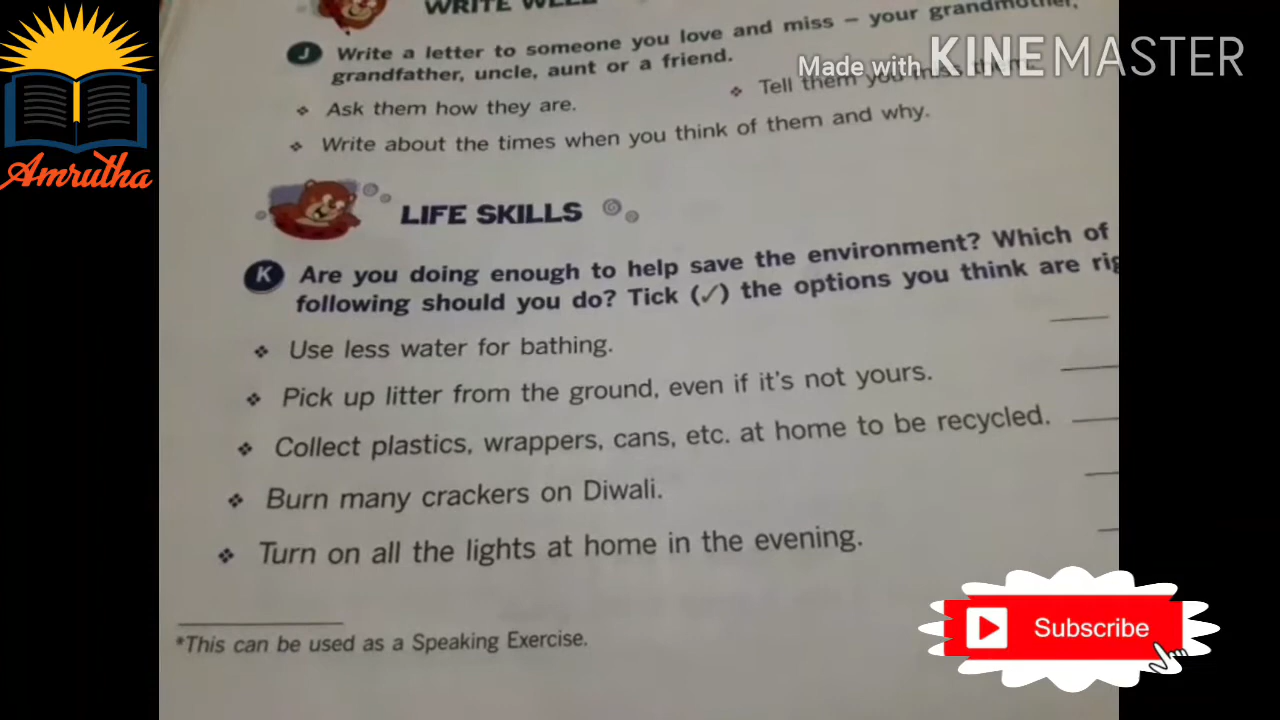 WRITE WELL
J Write a letter to someone you love and miss – your grandmother,
grandfather, uncle, aunt or a friend.
Made with KINEMASTER
❖ Ask them how they are.
❖ Tell them you miss them
❖ Write about the times when you think of them and why.
LIFE SKILLS
K Are you doing enough to help save the environment? Which of
following should you do? Tick (✓) the options you think are rig
❖ Use less water for bathing.
❖ Pick up litter from the ground, even if it's not yours.
❖ Collect plastics, wrappers, cans, etc. at home to be recycled.
❖ Burn many crackers on Diwali.
❖ Turn on all the lights at home in the evening.
*This can be used as a Speaking Exercise.
Amrutha
Subscribe